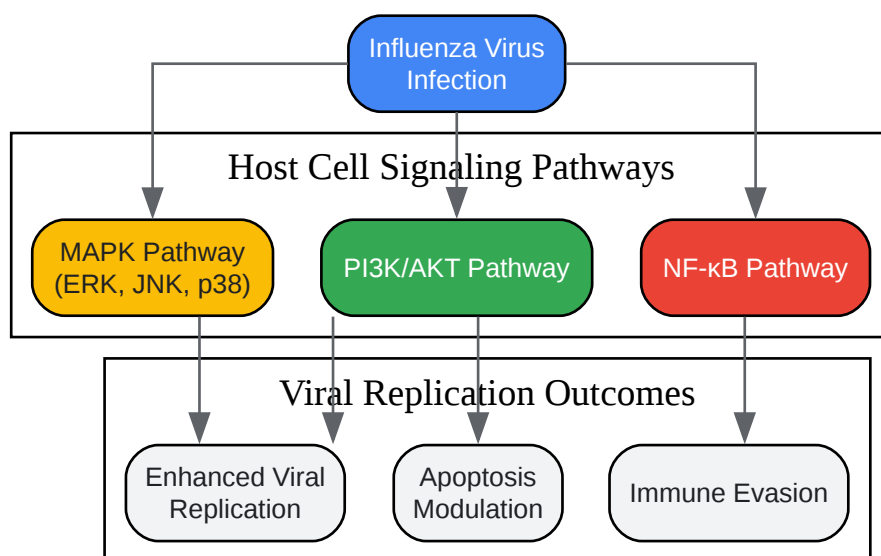 Influenza Virus
Infection
Host Cell Signaling Pathways
MAPK Pathway
(ERK, JNK, p38)
PI3K/AKT Pathway
NF-κB Pathway
Viral Replication Outcomes
Enhanced Viral
Replication
Apoptosis
Modulation
Immune Evasion